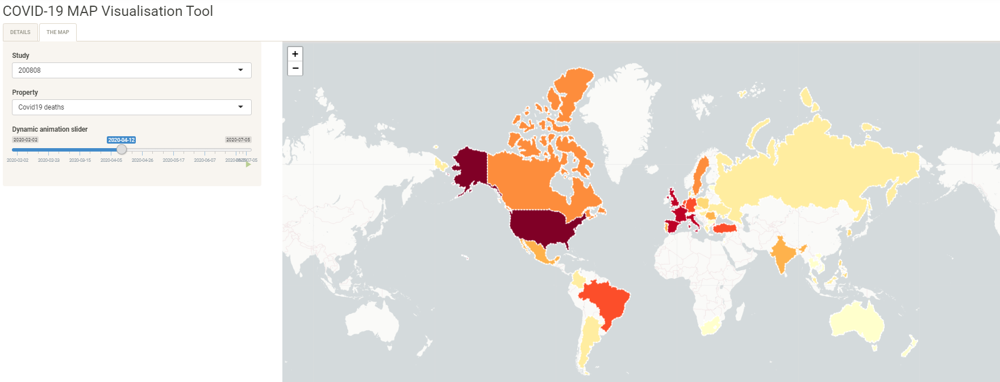 COVID-19 MAP Visualisation Tool
DETAILS
THE MAP
Study
200808
Property
Covid19 deaths
Dynamic animation slider
2020-02-02
2020-04-12
2020-07-05
2020-02-02 2020-02-23 2020-03-15 2020-04-05 2020-04-26 2020-05-17 2020-06-07
+
−